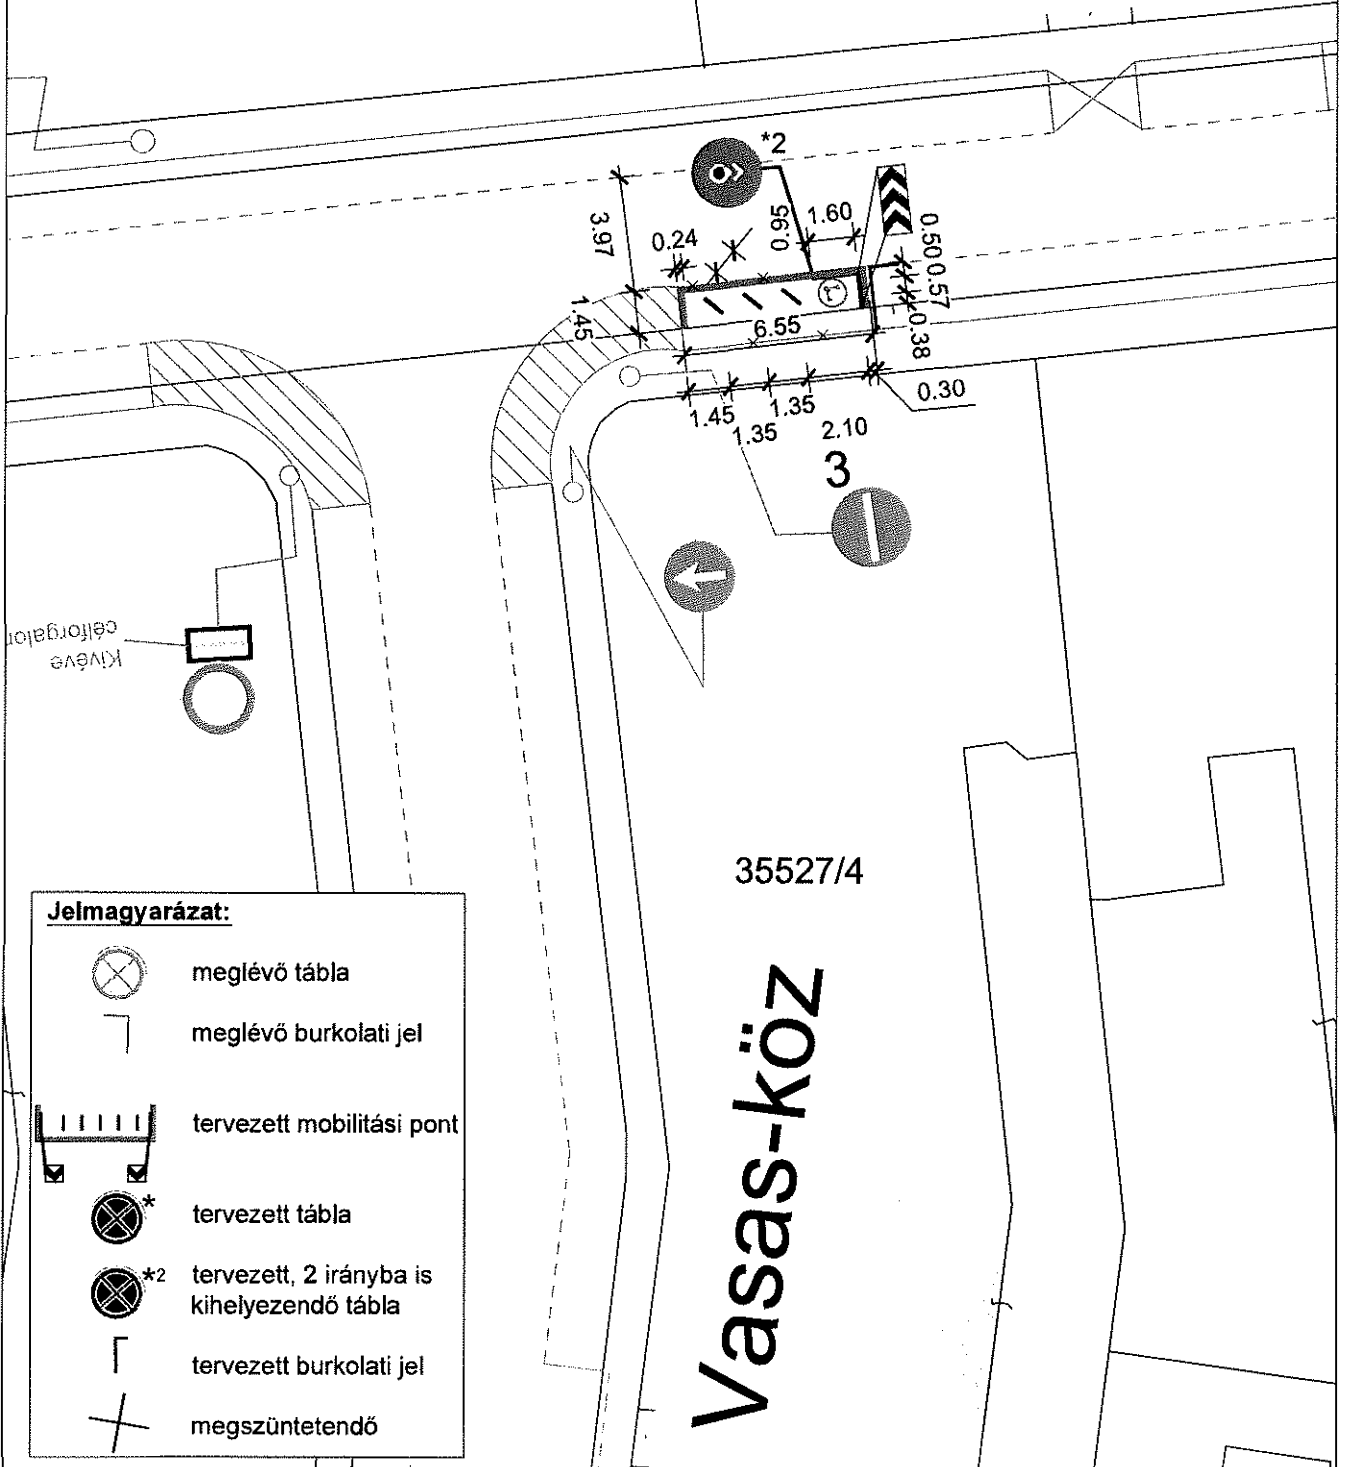 *2
3.97
0.24
0.95
1.60
0.50
0.57
0.38
1.45
6.55
0.30
1.45
1.35
1.35
2.10
3
Kivéve
35527/4
Vasas-köz
Jelmagyarázat:
meglévő tábla
meglévő burkolati jel
tervezett mobilitási pont
*
tervezett tábla
*2
tervezett, 2 irányba is
kihelyezendő tábla
tervezett burkolati jel
megszüntetendő